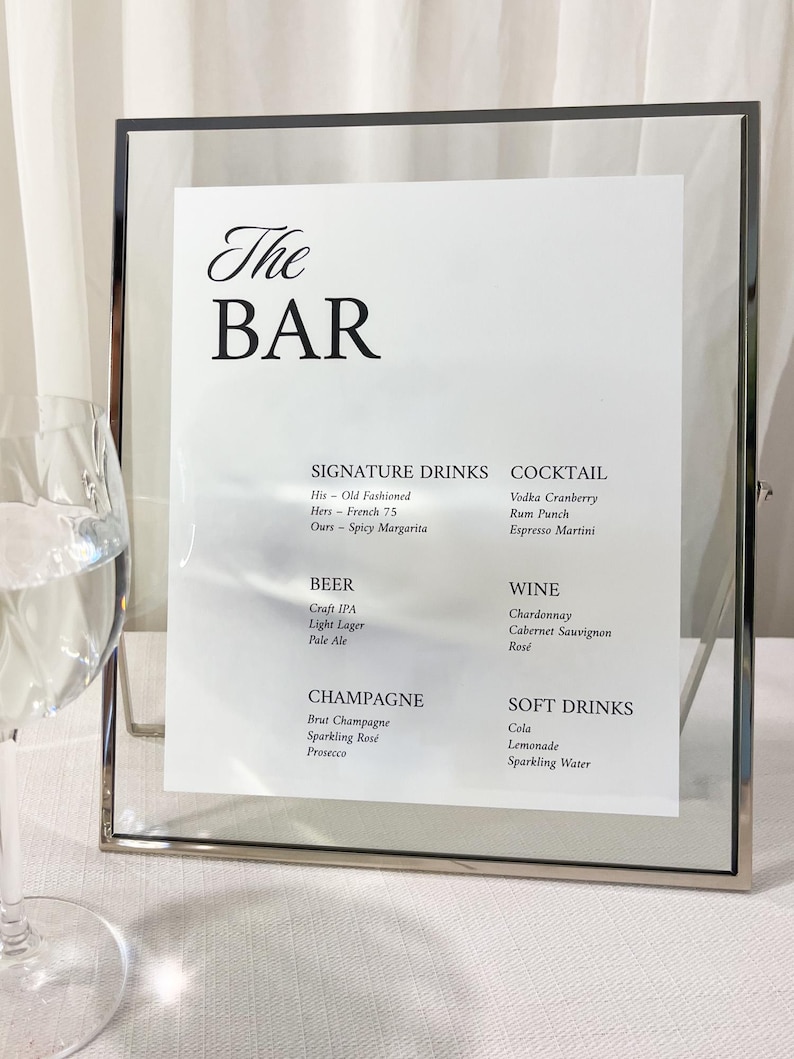 The
BAR
SIGNATURE DRINKS
His – Old Fashioned
Hers – French 75
Ours – Spicy Margarita
COCKTAIL
Vodka Cranberry
Rum Punch
Espresso Martini
BEER
Craft IPA
Light Lager
Pale Ale
WINE
Chardonnay
Cabernet Sauvignon
Rosé
CHAMPAGNE
Brut Champagne
Sparkling Rosé
Prosecco
SOFT DRINKS
Cola
Lemonade
Sparkling Water